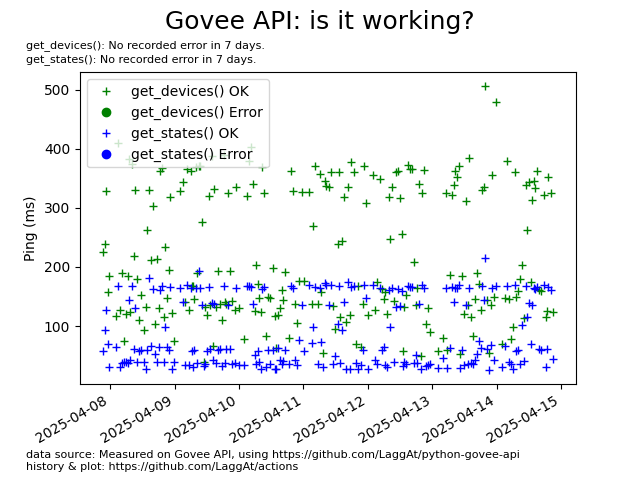 Govee API: is it working?
get_devices(): No recorded error in 7 days.
get_states(): No recorded error in 7 days.
get_devices() OK
get_devices() Error
get_states() OK
get_states() Error
Ping (ms)
500
400
300
200
100
2025-04-08
2025-04-09
2025-04-10
2025-04-11
2025-04-12
2025-04-13
2025-04-14
2025-04-15
data source: Measured on Govee API, using https://github.com/LaggAt/python-govee-api
history & plot: https://github.com/LaggAt/actions